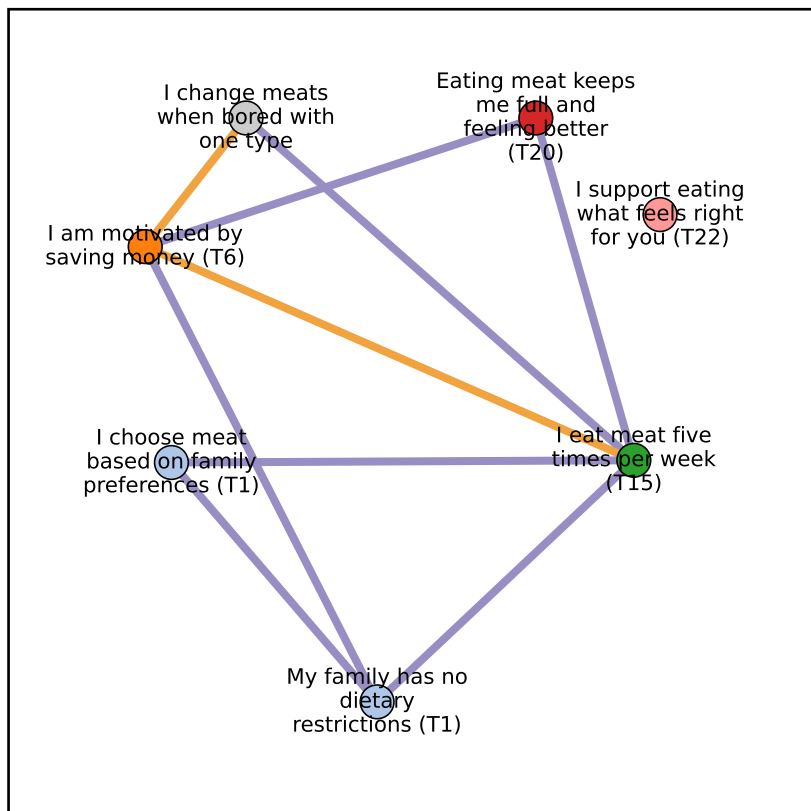 I change meats
when bored with
one type
Eating meat keeps
me full and
feeling better
(T20)
I support eating
what feels right
for you (T22)
I am motivated by
saving money (T6)
I choose meat
based on family
preferences (T1)
I eat meat five
times per week
(T15)
My family has no
dietary
restrictions (T1)